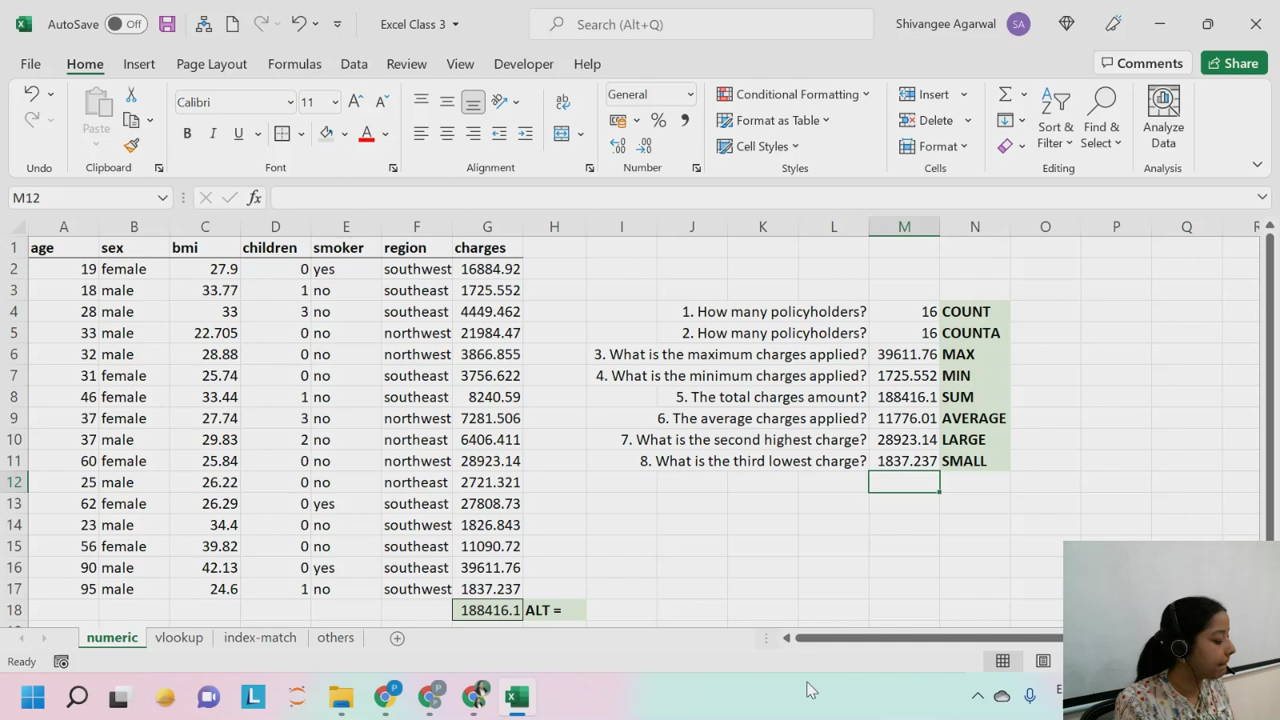 AutoSave Off Excel Class 3 Search (Alt+Q) Shivangee Agarwal SA
File Home Insert Page Layout Formulas Data Review View Developer Help Comments Share
Calibri 11 General Conditional Formatting Insert
Paste Format as Table Delete Sort & Find & Analyze
B I U A % Cell Styles Format Filter Select Data
Undo Clipboard Font Alignment Number Styles Cells Editing Analysis
M12 fx
A B C D E F G H I J K L M N O P Q R
1 age sex bmi children smoker region charges
2 19 female 27.9 0 yes southwest 16884.92
3 18 male 33.77 1 no southeast 1725.552
4 28 male 33 3 no southeast 4449.462 1. How many policyholders? 16 COUNT
5 33 male 22.705 0 no northwest 21984.47 2. How many policyholders? 16 COUNTA
6 32 male 28.88 0 no northwest 3866.855 3. What is the maximum charges applied? 39611.76 MAX
7 31 female 25.74 0 no southeast 3756.622 4. What is the minimum charges applied? 1725.552 MIN
8 46 female 33.44 1 no southeast 8240.59 5. The total charges amount? 188416.1 SUM
9 37 female 27.74 3 no northwest 7281.506 6. The average charges applied? 11776.01 AVERAGE
10 37 male 29.83 2 no northeast 6406.411 7. What is the second highest charge? 28923.14 LARGE
11 60 female 25.84 0 no northwest 28923.14 8. What is the third lowest charge? 1837.237 SMALL
12 25 male 26.22 0 no northeast 2721.321
13 62 female 26.29 0 yes southeast 27808.73
14 23 male 34.4 0 no southwest 1826.843
15 56 female 39.82 0 no southeast 11090.72
16 90 male 42.13 0 yes southeast 39611.76
17 95 male 24.6 1 no southwest 1837.237
18 188416.1 ALT =
numeric vlookup index-match others
Ready